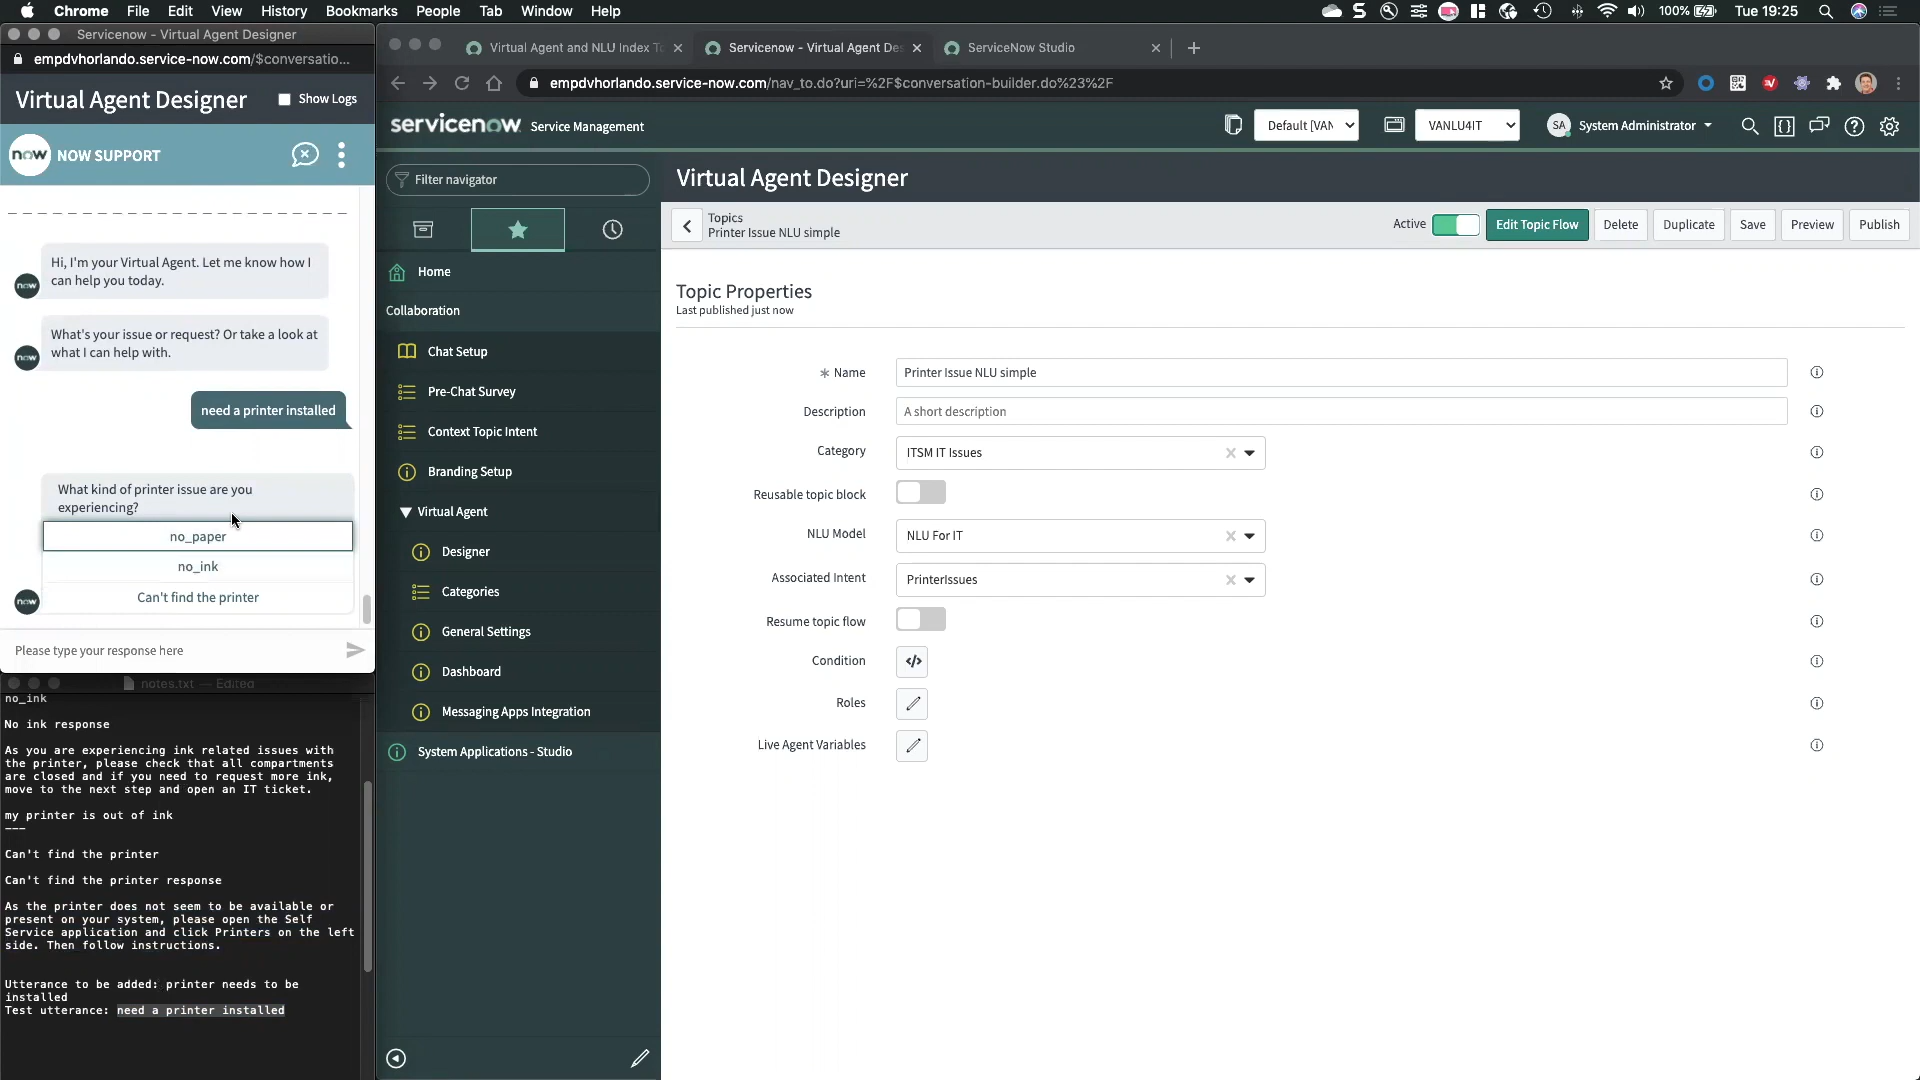 Chrome File Edit View History Bookmarks People Tab Window Help
100% Tue 19:25
Servicenow - Virtual Agent Designer
empdvhorlando.service-now.com/$conversatio...
Virtual Agent Designer
Show Logs
now NOW SUPPORT
Hi, I'm your Virtual Agent. Let me know how I
can help you today.
now
What's your issue or request? Or take a look at
what I can help with.
now
need a printer installed
What kind of printer issue are you
experiencing?
no_paper
no_ink
Can't find the printer
now
Please type your response here
notes.txt — Edited
no_ink
No ink response
As you are experiencing ink related issues with
the printer, please check that all compartments
are closed and if you need to request more ink,
move to the next step and open an IT ticket.
my printer is out of ink
---
Can't find the printer
Can't find the printer response
As the printer does not seem to be available or
present on your system, please open the Self
Service application and click Printers on the left
side. Then follow instructions.
Utterance to be added: printer needs to be
installed
Test utterance: need a printer installed
Virtual Agent and NLU Index T
Servicenow - Virtual Agent De
ServiceNow Studio
empdvhorlando.service-now.com/nav_to.do?uri=%2F$conversation-builder.do%23%2F
servicenow Service Management
Default [VAN
VANLU4IT
SA System Administrator
Filter navigator
Home
Collaboration
Chat Setup
Pre-Chat Survey
Context Topic Intent
Branding Setup
Virtual Agent
Designer
Categories
General Settings
Dashboard
Messaging Apps Integration
System Applications - Studio
Virtual Agent Designer
Topics
Printer Issue NLU simple
Active
Edit Topic Flow
Delete
Duplicate
Save
Preview
Publish
Topic Properties
Last published just now
Name
Printer Issue NLU simple
Description
A short description
Category
ITSM IT Issues
Reusable topic block
NLU Model
NLU For IT
Associated Intent
PrinterIssues
Resume topic flow
Condition
Roles
Live Agent Variables